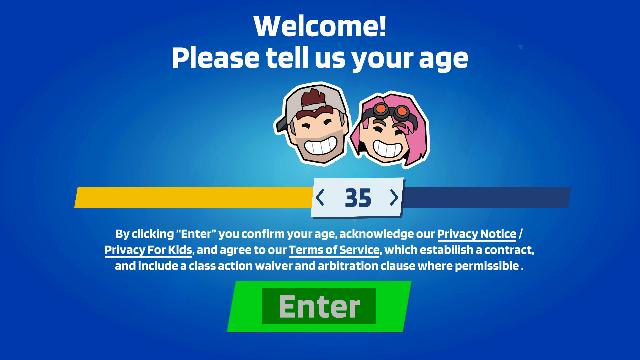 Welcome!
Please tell us your age
35
By clicking "Enter" you confirm your age, acknowledge our Privacy Notice /
Privacy For Kids, and agree to our Terms of Service, which establish a contract,
and include a class action waiver and arbitration clause where permissible.
Enter